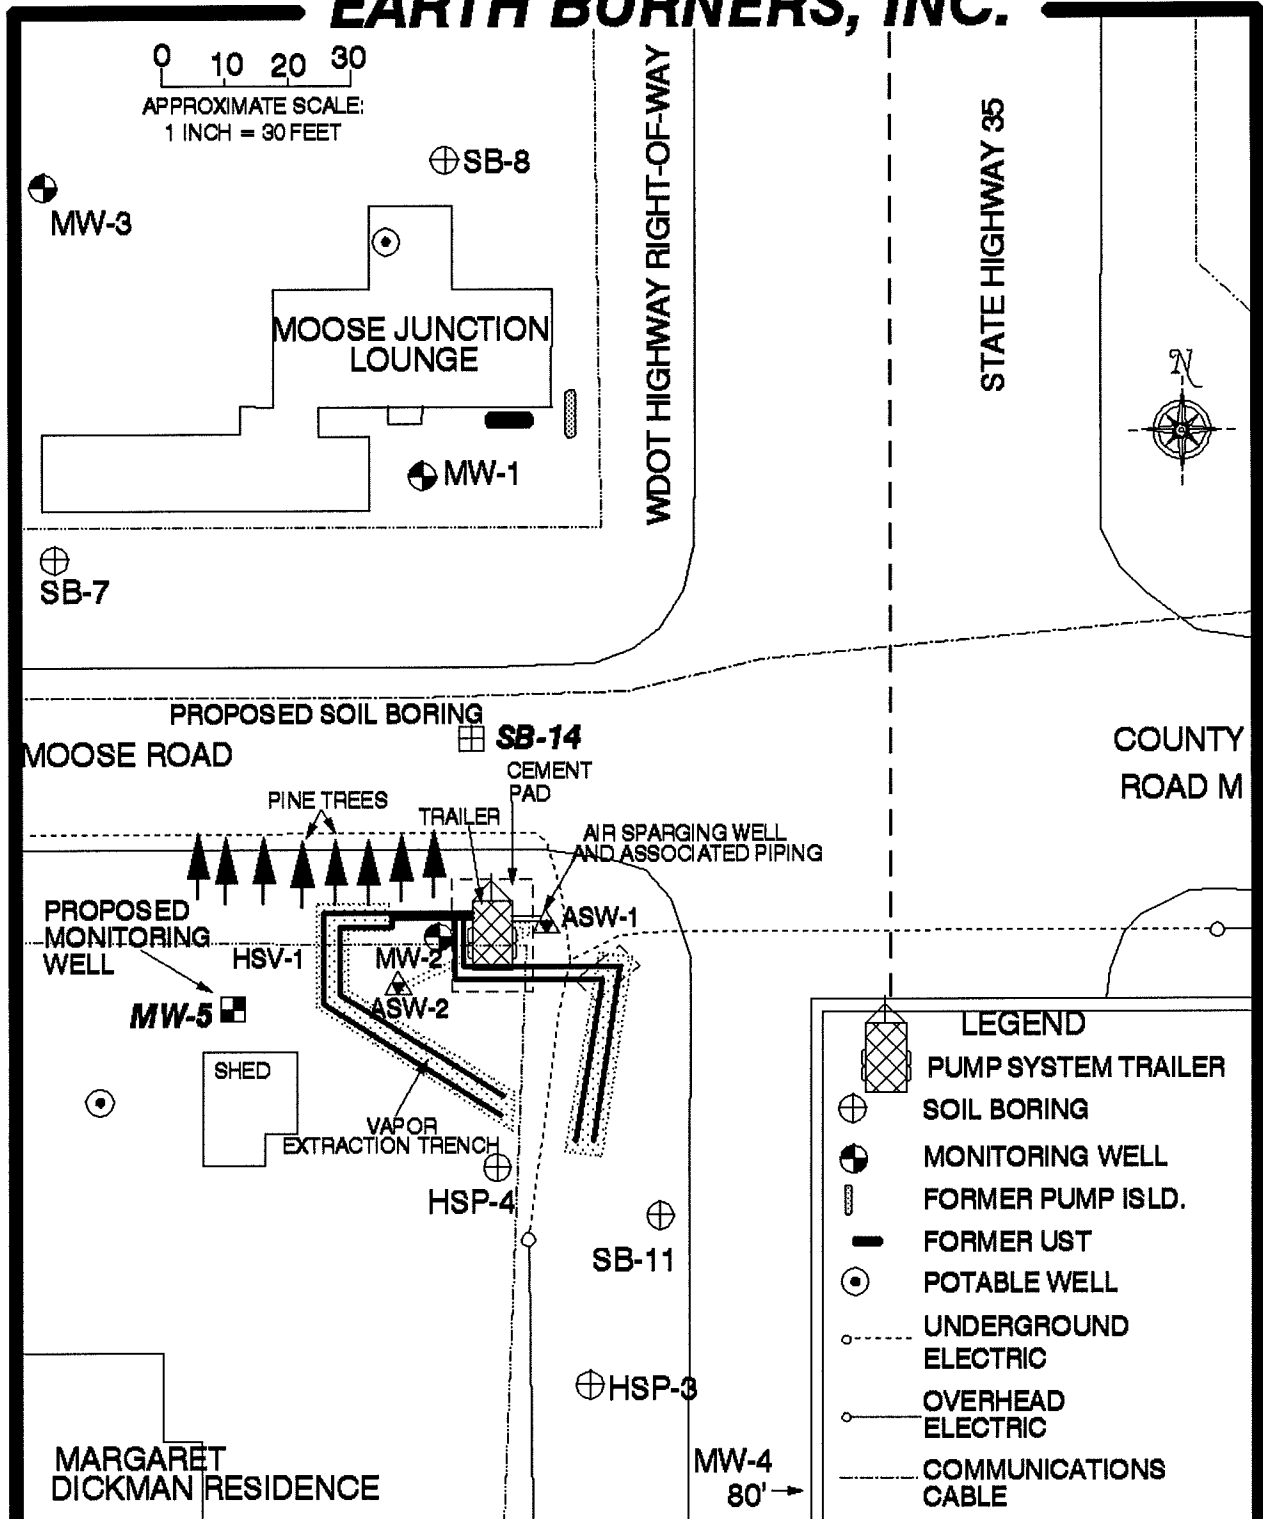 EARTH BURNERS, INC.
0 10 20 30
APPROXIMATE SCALE:
1 INCH = 30 FEET
SB-8
MW-3
MOOSE JUNCTION
LOUNGE
WDOT HIGHWAY RIGHT-OF-WAY
STATE HIGHWAY 35
N
MW-1
SB-7
PROPOSED SOIL BORING
SB-14
MOOSE ROAD
COUNTY
ROAD M
CEMENT
PAD
PINE TREES
TRAILER
AIR SPARGING WELL
AND ASSOCIATED PIPING
PROPOSED
MONITORING
WELL
ASW-1
HSV-1
MW-2
ASW-2
MW-5
SHED
VAPOR
EXTRACTION TRENCH
HSP-4
SB-11
HSP-3
MARGARET
DICKMAN RESIDENCE
MW-4
80'
LEGEND
PUMP SYSTEM TRAILER
SOIL BORING
MONITORING WELL
FORMER PUMP ISLD.
FORMER UST
POTABLE WELL
UNDERGROUND
ELECTRIC
OVERHEAD
ELECTRIC
COMMUNICATIONS
CABLE